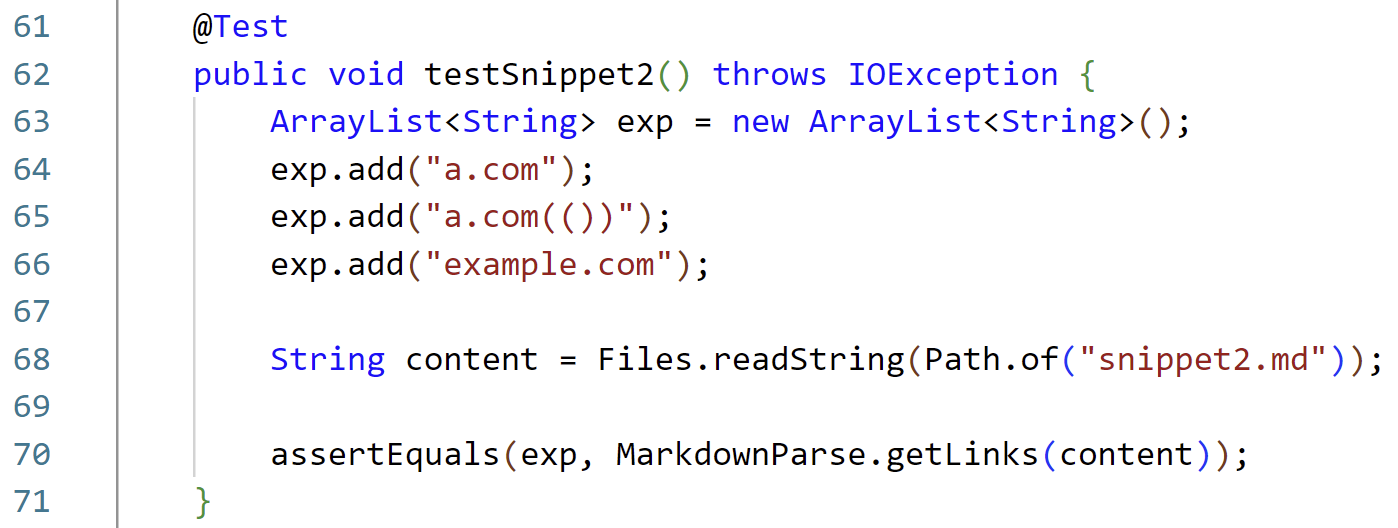 61 @Test
62 public void testSnippet2() throws IOException {
63 ArrayList<String> exp = new ArrayList<String>();
64 exp.add("a.com");
65 exp.add("a.com(())");
66 exp.add("example.com");
67
68 String content = Files.readString(Path.of("snippet2.md"));
69
70 assertEquals(exp, MarkdownParse.getLinks(content));
71 }